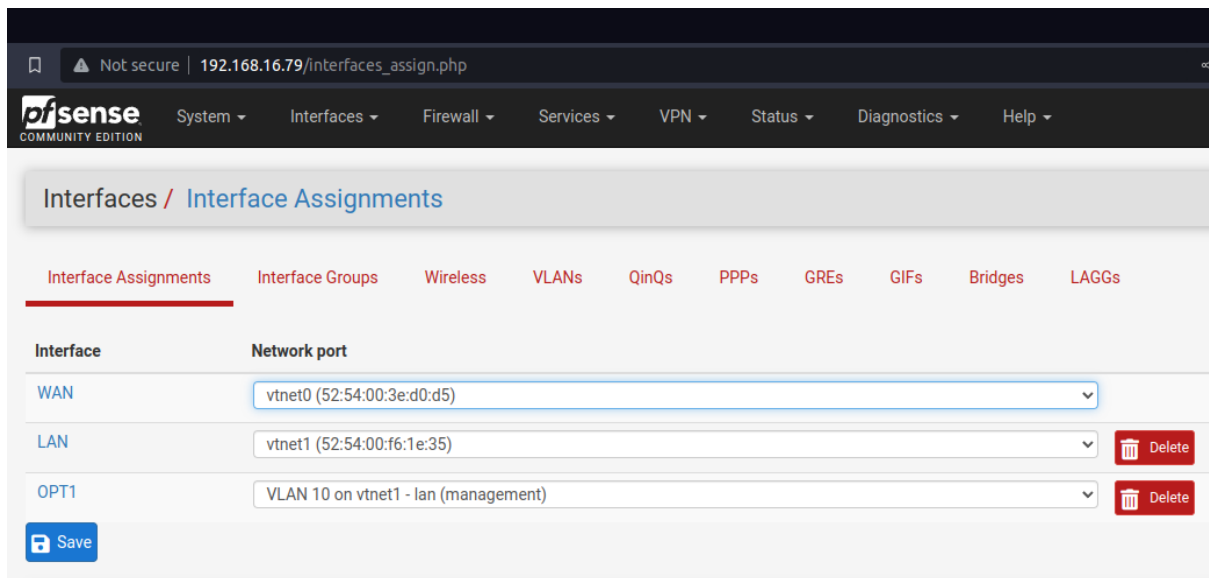 Not secure | 192.168.16.79/interfaces_assign.php
pfsense System Interfaces Firewall Services VPN Status Diagnostics Help
COMMUNITY EDITION
Interfaces / Interface Assignments
Interface Assignments Interface Groups Wireless VLANs QinQs PPPs GREs GIFs Bridges LAGGs
Interface Network port
WAN vtnet0 (52:54:00:3e:d0:d5)
LAN vtnet1 (52:54:00:f6:1e:35) Delete
OPT1 VLAN 10 on vtnet1 - lan (management) Delete
Save